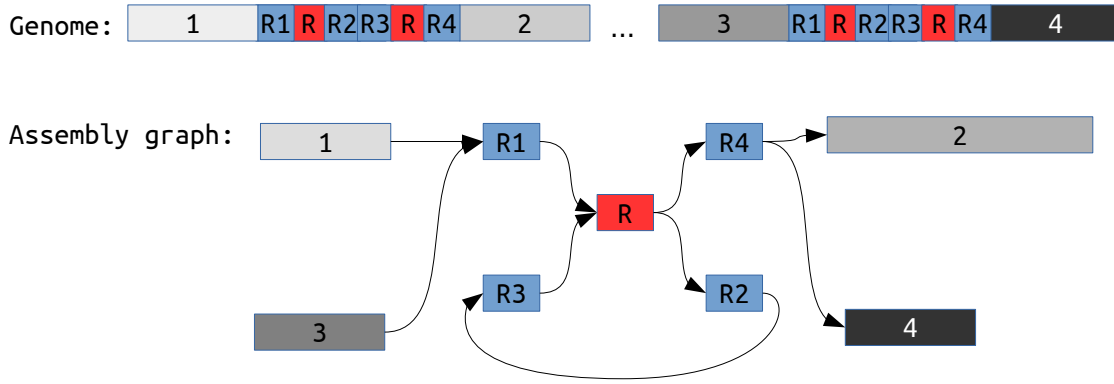 Genome: 1 R1 R R2 R3 R R4 2 ... 3 R1 R R2 R3 R R4 4
Assembly graph: 1 R1 R4 2
R
R3 R2
3 4